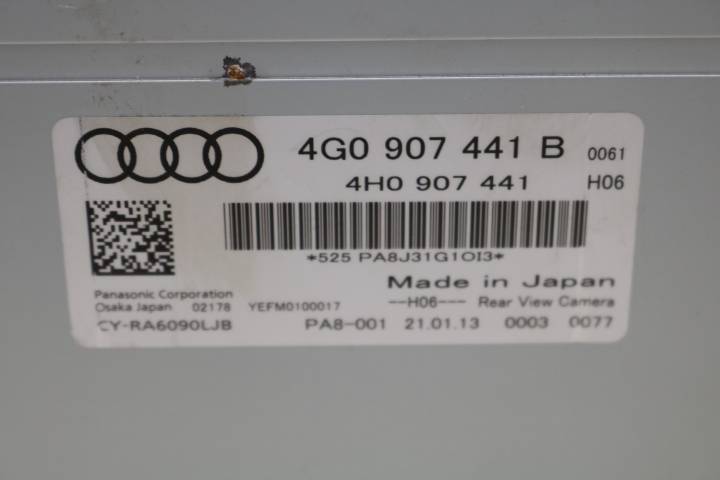 4G0 907 441 B 0061
4H0 907 441 H06
*525 PA8J31G1OI3*
Made in Japan
Panasonic Corporation
Osaka Japan 02178 YEFM0100017 --H06--- Rear View Camera
CY-RA6090LJB PA8-001 21.01.13 0003 0077